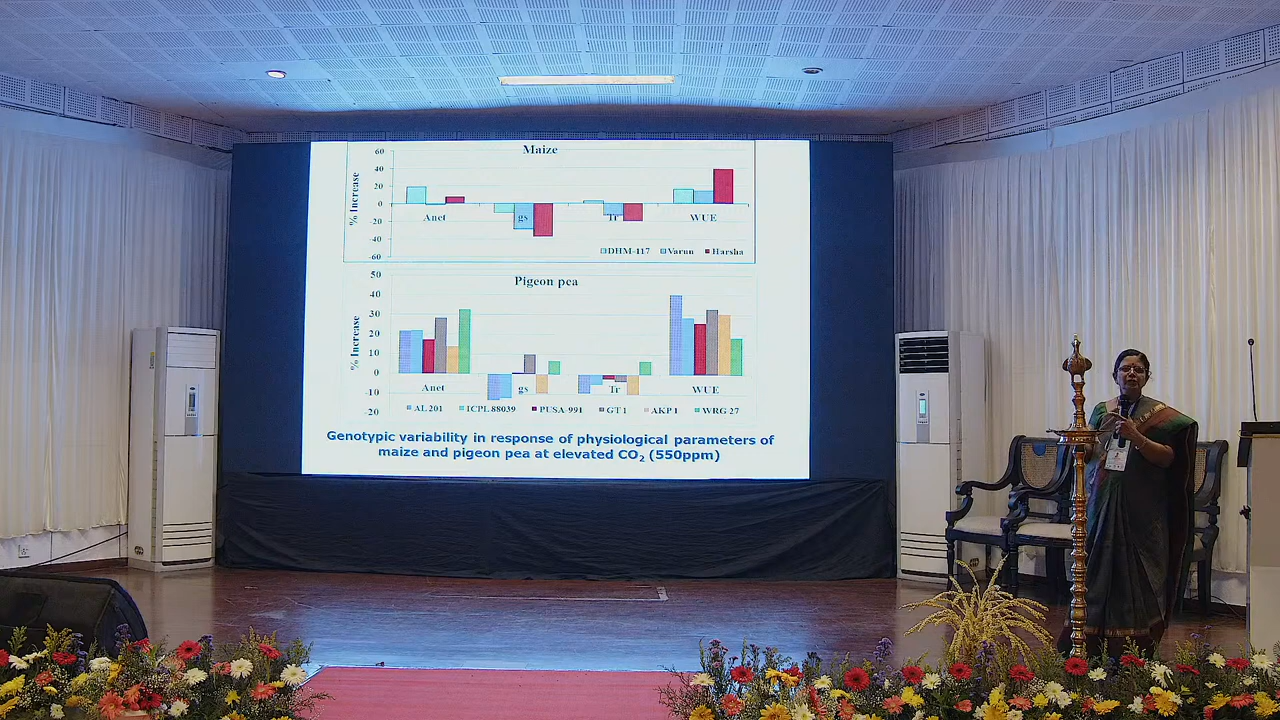 Maize
60
40
20
0
-20
-40
-60
% Increase
Anet gs Tr WUE
DHM-117 Varun Harsha
Pigeon pea
50
40
30
20
10
0
-10
-20
% Increase
Anet gs Tr WUE
AL 201 ICPL 88039 PUSA-991 GT 1 AKP 1 WRG 27
Genotypic variability in response of physiological parameters of
maize and pigeon pea at elevated CO₂ (550ppm)